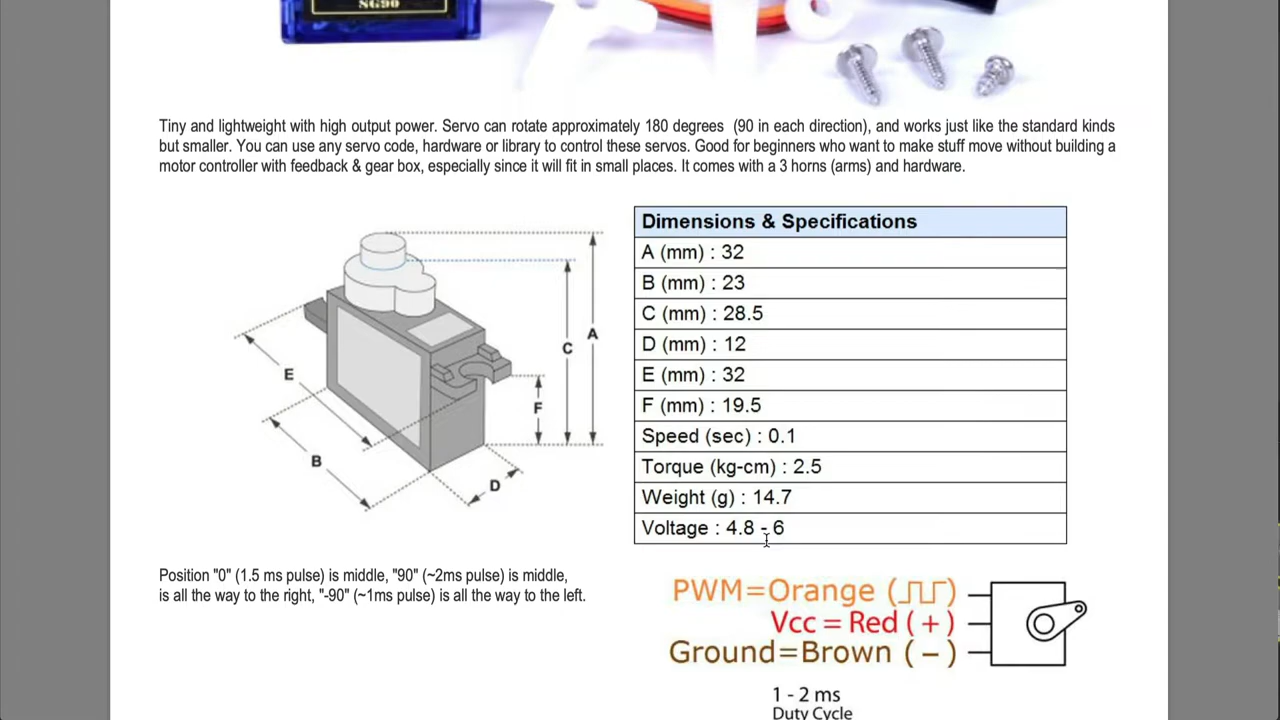 SG90
Tiny and lightweight with high output power. Servo can rotate approximately 180 degrees (90 in each direction), and works just like the standard kinds
but smaller. You can use any servo code, hardware or library to control these servos. Good for beginners who want to make stuff move without building a
motor controller with feedback & gear box, especially since it will fit in small places. It comes with a 3 horns (arms) and hardware.
A
C
E
F
B
D
Dimensions & Specifications
A (mm) : 32
B (mm) : 23
C (mm) : 28.5
D (mm) : 12
E (mm) : 32
F (mm) : 19.5
Speed (sec) : 0.1
Torque (kg-cm) : 2.5
Weight (g) : 14.7
Voltage : 4.8 - 6
Position "0" (1.5 ms pulse) is middle, "90" (~2ms pulse) is middle,
is all the way to the right, "-90" (~1ms pulse) is all the way to the left.
PWM=Orange (⎍⎍)
Vcc = Red ( + )
Ground=Brown ( − )
1 - 2 ms
Duty Cycle